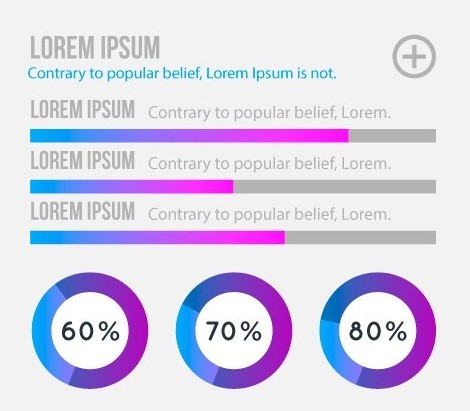 LOREM IPSUM
Contrary to popular belief, Lorem Ipsum is not.
LOREM IPSUM Contrary to popular belief, Lorem.
LOREM IPSUM Contrary to popular belief, Lorem.
LOREM IPSUM Contrary to popular belief, Lorem.
60% 70% 80%